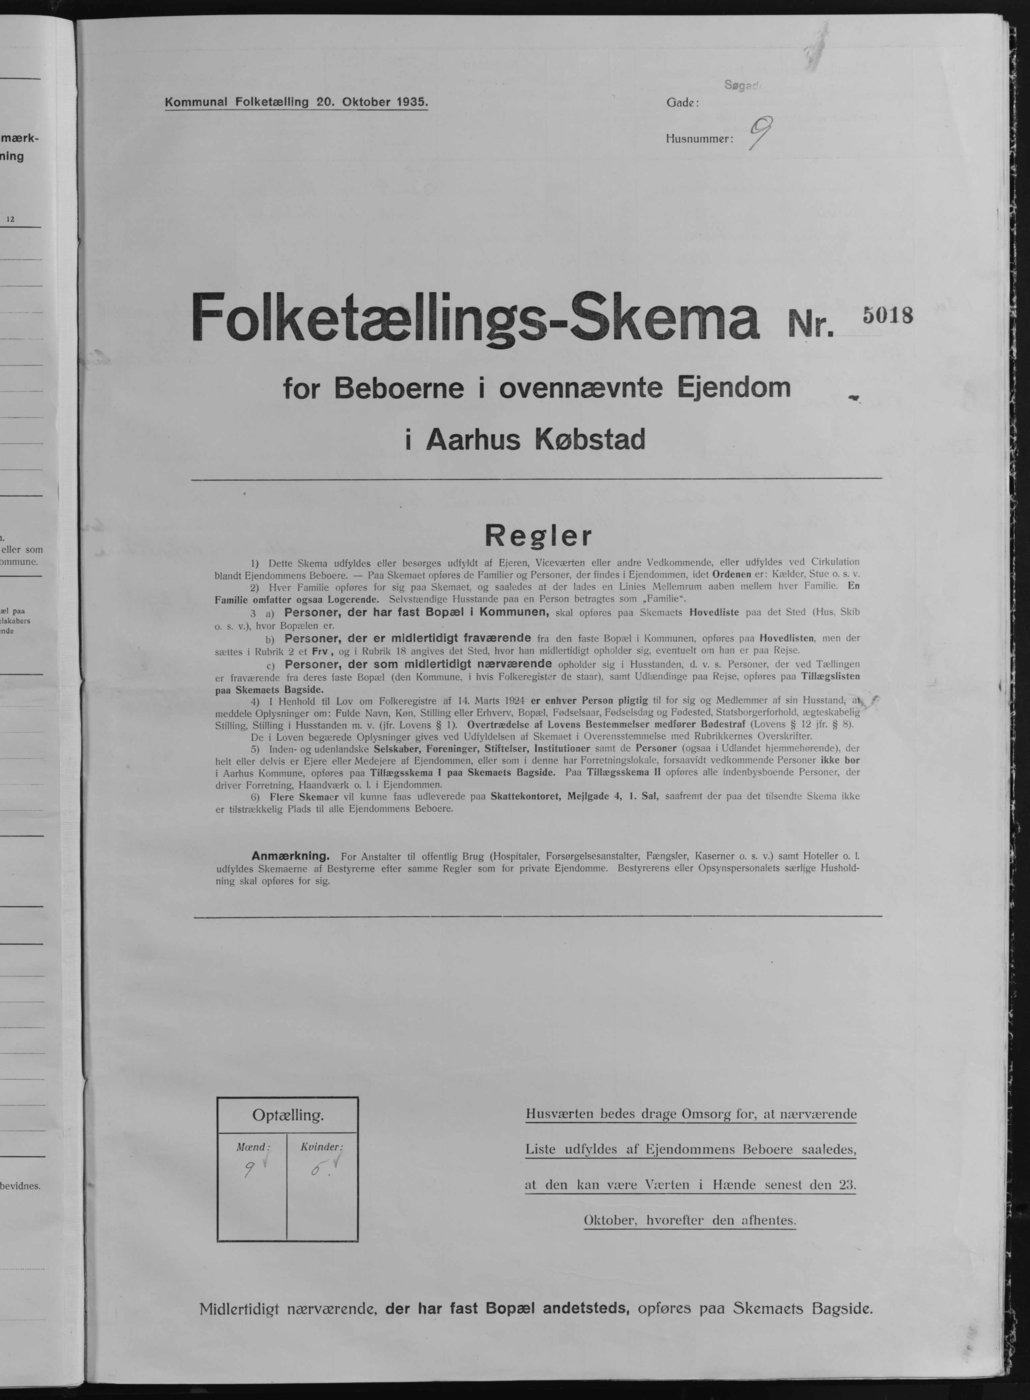 mærk-
ning
12
eller som
ommune.
æl paa
elskabers
ende
bevidnes.
Kommunal Folketælling 20. Oktober 1935.
Gade: Søgade
Husnummer: 9
Folketællings-Skema Nr. 5018
for Beboerne i ovennævnte Ejendom
i Aarhus Købstad
Regler
1) Dette Skema udfyldes eller besørges udfyldt af Ejeren, Viceværten eller andre Vedkommende, eller udfyldes ved Cirkulation
blandt Ejendommens Beboere. — Paa Skemaet opføres de Familier og Personer, der findes i Ejendommen, idet Ordenen er: Kælder, Stue o. s. v.
2) Hver Familie opføres for sig paa Skemaet, og saaledes at der lades en Linies Mellemrum aaben mellem hver Familie. En
Familie omfatter ogsaa Logerende. Selvstændige Husstande paa en Person betragtes som „Familie“.
3 a) Personer, der har fast Bopæl i Kommunen, skal opføres paa Skemaets Hovedliste paa det Sted (Hus, Skib
o. s. v.), hvor Bopælen er.
b) Personer, der er midlertidigt fraværende fra den faste Bopæl i Kommunen, opføres paa Hovedlisten, men der
sættes i Rubrik 2 et Frv., og i Rubrik 18 angives det Sted, hvor han midlertidigt opholder sig, eventuelt om han er paa Rejse.
c) Personer, der som midlertidigt nærværende opholder sig i Husstanden, d. v. s. Personer, der ved Tællingen
er fraværende fra deres faste Bopæl (den Kommune, i hvis Folkeregister de staar), samt Udlændinge paa Rejse, opføres paa Tillægslisten
paa Skemaets Bagside.
4) I Henhold til Lov om Folkeregistre af 14. Marts 1924 er enhver Person pligtig til for sig og Medlemmer af sin Husstand, at
meddele Oplysninger om: Fulde Navn, Køn, Stilling eller Erhverv, Bopæl, Fødselsaar, Fødselsdag og Fødested, Statsborgerforhold, ægteskabelig
Stilling, Stilling i Husstanden m. v. (jfr. Lovens § 1). Overtrædelse af Lovens Bestemmelser medfører Bødestraf (Lovens § 12 jfr. § 8).
De i Loven begærede Oplysninger gives ved Udfyldelsen af Skemaet i Overensstemmelse med Rubrikkernes Overskrifter.
5) Inden- og udenlandske Selskaber, Foreninger, Stiftelser, Institutioner samt de Personer (ogsaa i Udlandet hjemmehørende), der
helt eller delvis er Ejere eller Medejere af Ejendommen, eller som i denne har Forretningslokale, forsaavidt vedkommende Personer ikke bor
i Aarhus Kommune, opføres paa Tillægsskema I paa Skemaets Bagside. Paa Tillægsskema II opføres alle indenbysboende Personer, der
driver Forretning, Haandværk o. l. i Ejendommen.
6) Flere Skemaer vil kunne faas udleverede paa Skattekontoret, Mejlgade 4, 1. Sal, saafremt der paa det tilsendte Skema ikke
er tilstrækkelig Plads til alle Ejendommens Beboere.
Anmærkning. For Anstalter til offentlig Brug (Hospitaler, Forsørgelsesanstalter, Fængsler, Kaserner o. s. v.) samt Hoteller o. l.
udfyldes Skemaerne af Bestyrerne efter samme Regler som for private Ejendomme. Bestyrerens eller Opsynspersonalets særlige Hushold-
ning skal opføres for sig.
Optælling.
Mænd: Kvinder:
9 6.
Husværten bedes drage Omsorg for, at nærværende
Liste udfyldes af Ejendommens Beboere saaledes,
at den kan være Værten i Hænde senest den 23.
Oktober, hvorefter den afhentes.
Midlertidigt nærværende, der har fast Bopæl andetsteds, opføres paa Skemaets Bagside.